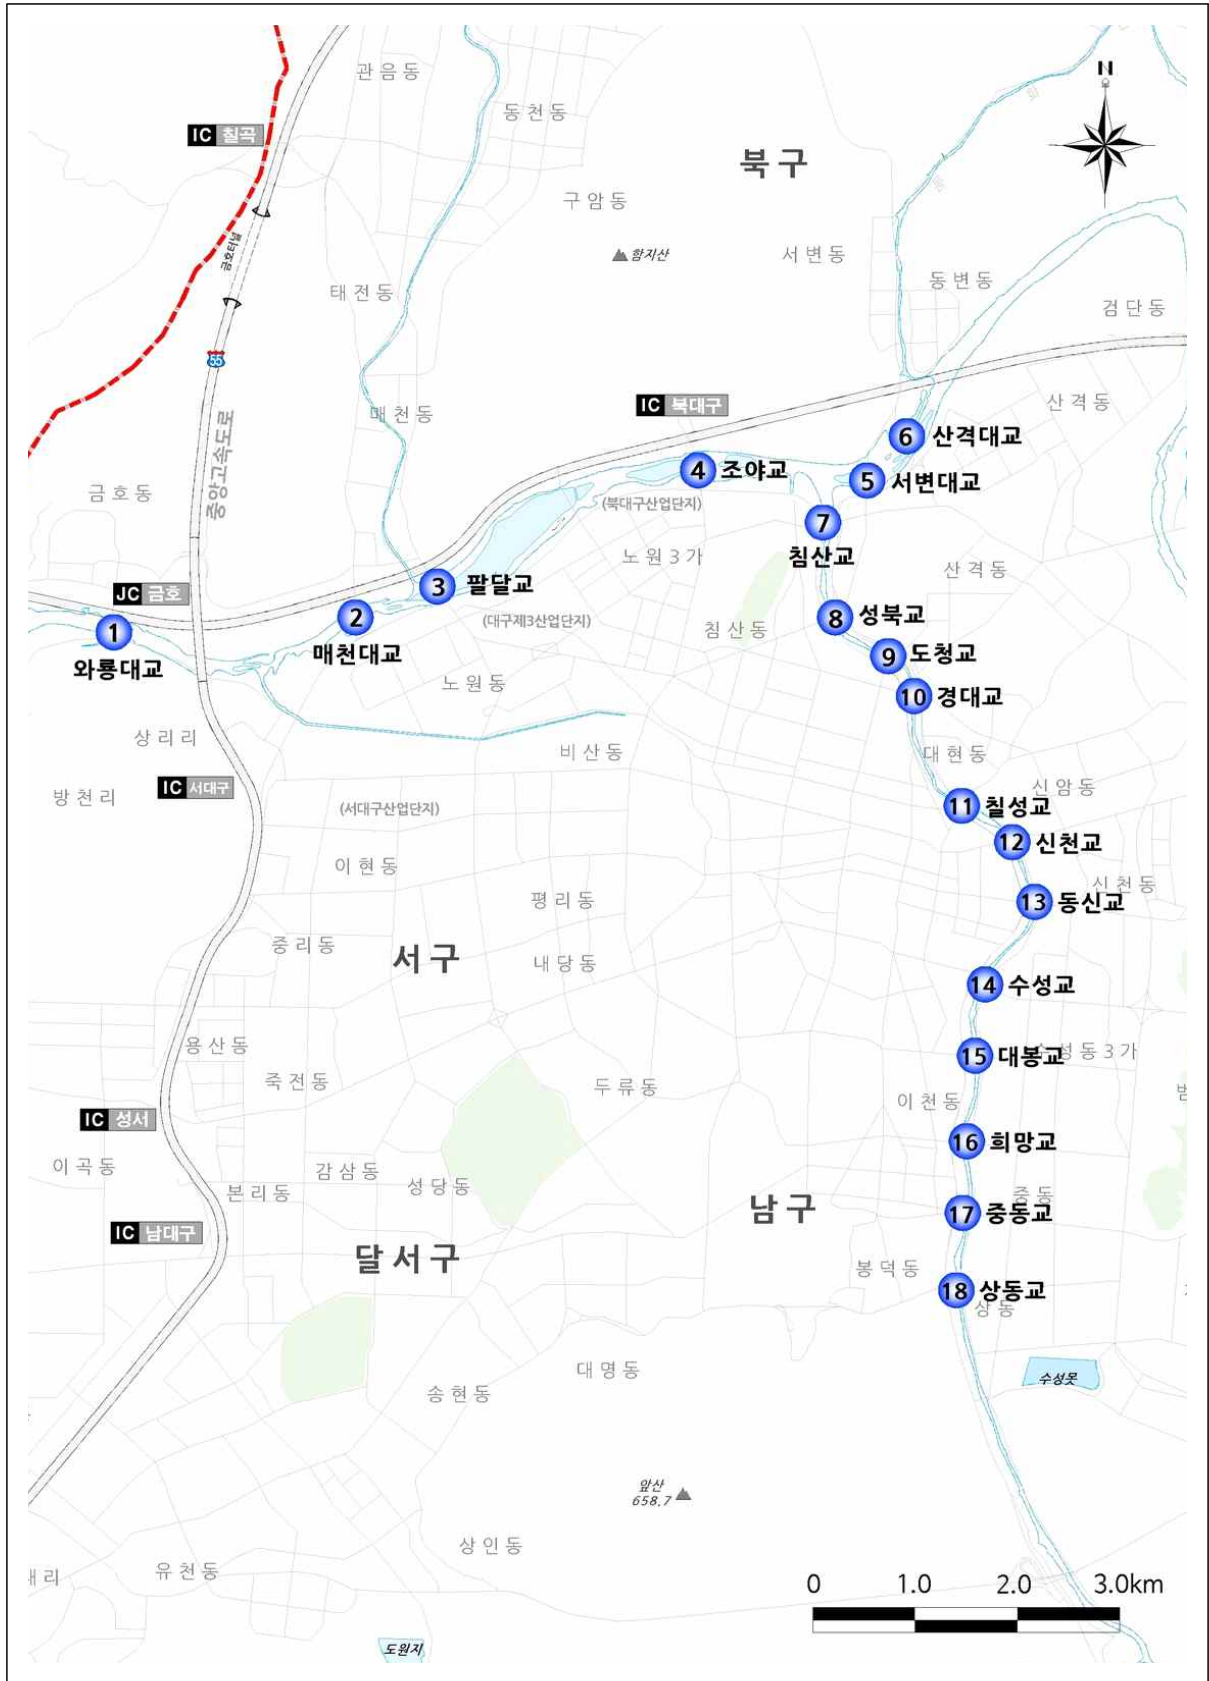 관음동
동천동
N
IC 칠곡
북구
구암동
금호터널
함지산
서변동
동변동
태전동
검단동
55
매천동
IC 북대구
산격동
중앙고속도로
6 산격대교
4 조야교
5 서변대교
금호동
(북대구산업단지)
7
침산교
노원3가
산격동
JC 금호
3 팔달교
2
매천대교
(대구제3산업단지)
8 성북교
1
와룡대교
침산동
9 도청교
노원동
10 경대교
상리리
비산동
대현동
IC 서대구
신암동
방천리
(서대구산업단지)
11 칠성교
12 신천교
이현동
신천동
평리동
13 동신교
중리동
서구
내당동
14 수성교
용산동
15 대봉교
수성동3가
죽전동
두류동
범
이천동
IC 성서
16 희망교
이곡동
감삼동
성당동
본리동
중동
남구
17 중동교
IC 남대구
달서구
봉덕동
18 상동교
상동
대명동
수성못
송현동
앞산
658.7
상인동
유천동
리
0 1.0 2.0 3.0km
도원지